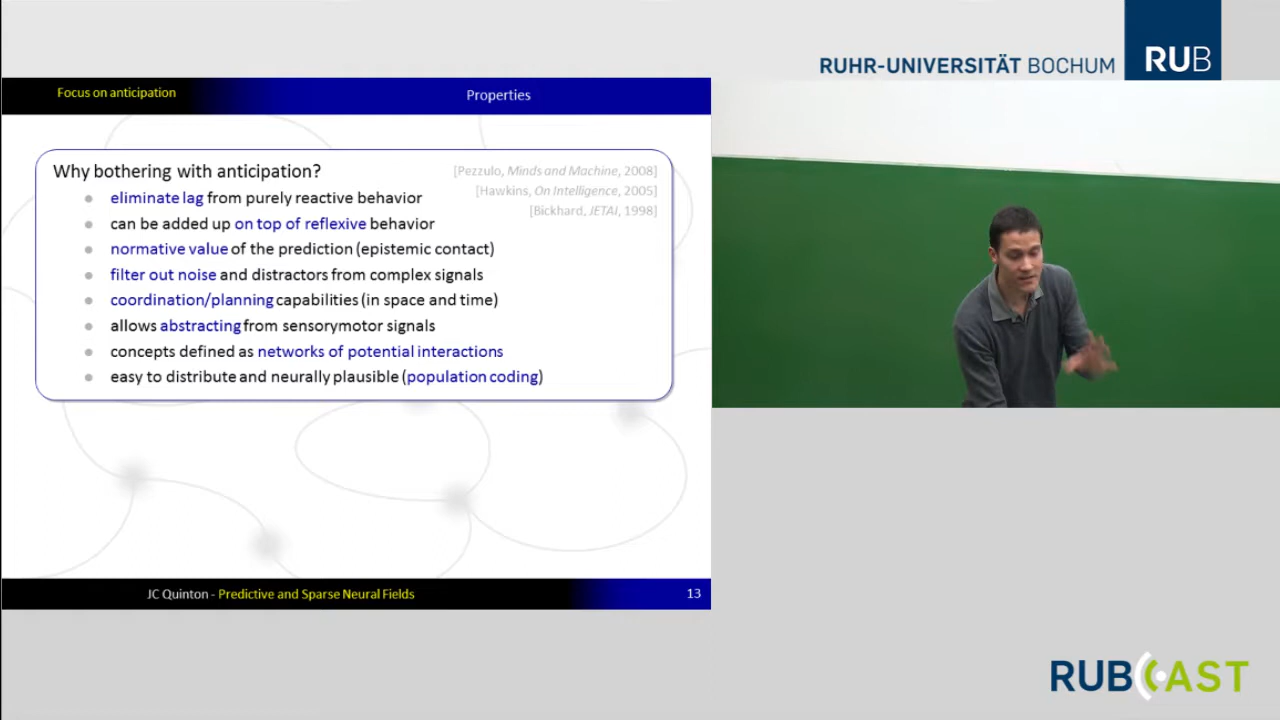 RUHR-UNIVERSITÄT BOCHUM RUB
Focus on anticipation
Properties
Why bothering with anticipation?
[Pezzulo, Minds and Machine, 2008]
[Hawkins, On Intelligence, 2005]
[Bickhard, JETAI, 1998]
eliminate lag from purely reactive behavior
can be added up on top of reflexive behavior
normative value of the prediction (epistemic contact)
filter out noise and distractors from complex signals
coordination/planning capabilities (in space and time)
allows abstracting from sensorymotor signals
concepts defined as networks of potential interactions
easy to distribute and neurally plausible (population coding)
JC Quinton - Predictive and Sparse Neural Fields
13
RUBCAST